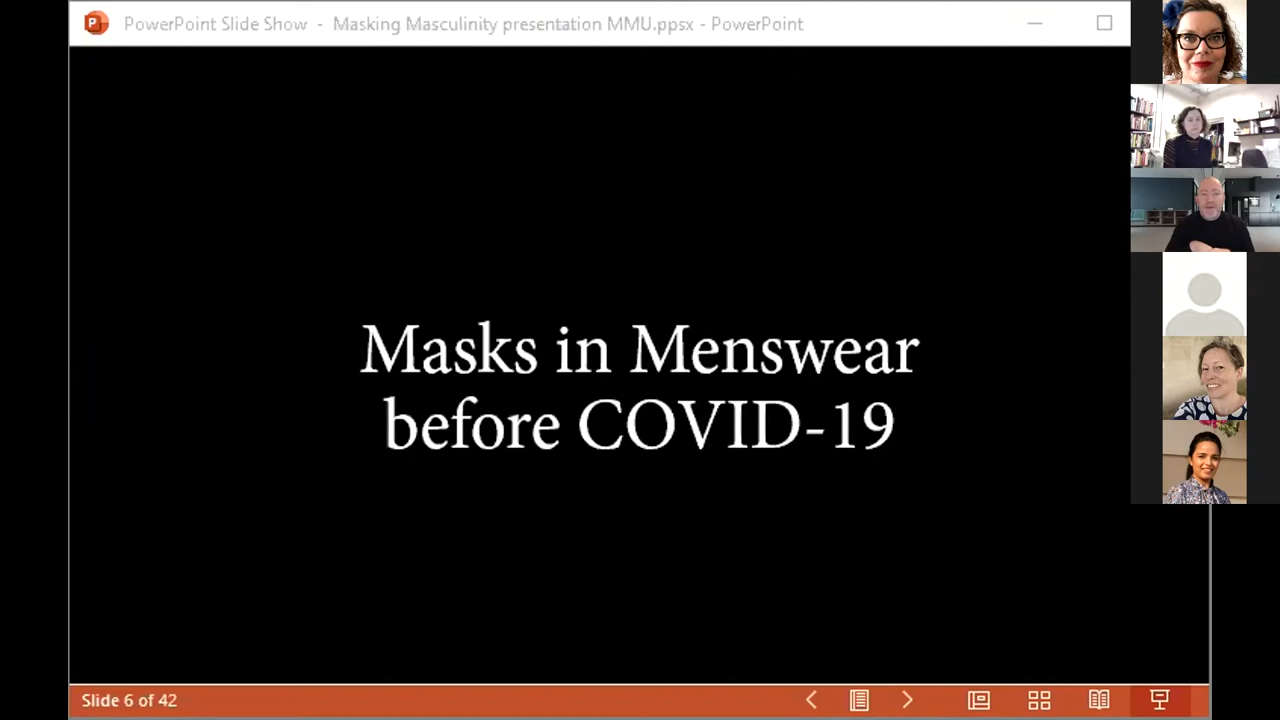 PowerPoint Slide Show - Masking Masculinity presentation MMU.ppsx - PowerPoint
Masks in Menswear
before COVID-19
Slide 6 of 42